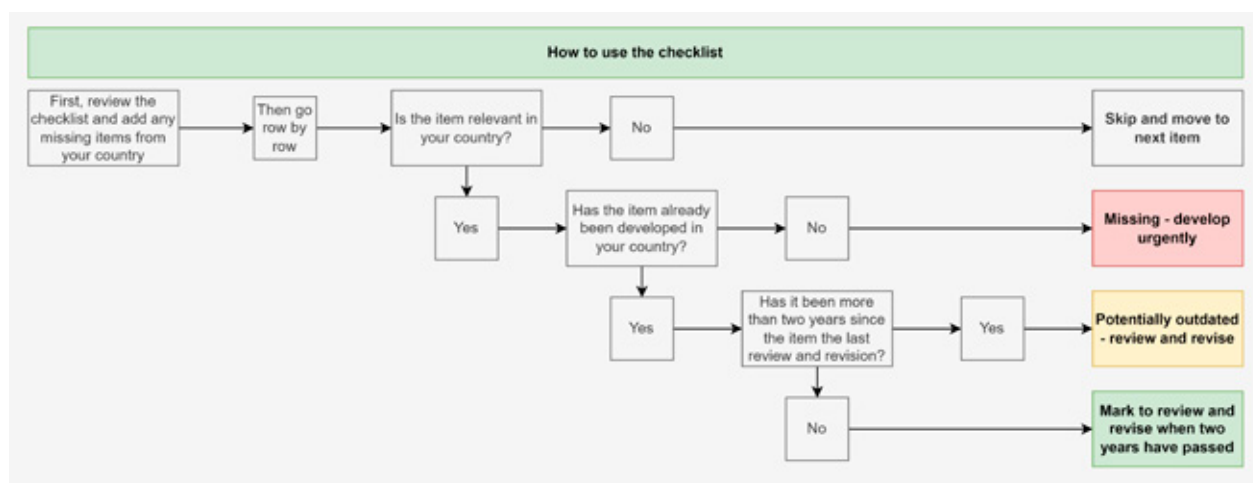 How to use the checklist
First, review the
checklist and add any
missing items from
your country
Then go
row by
row
Is the item relevant in
your country?
No
Skip and move to
next item
Yes
Has the item already
been developed in
your country?
No
Missing - develop
urgently
Yes
Has it been more
than two years since
the item the last
review and revision?
Yes
Potentially outdated
- review and revise
No
Mark to review and
revise when two
years have passed